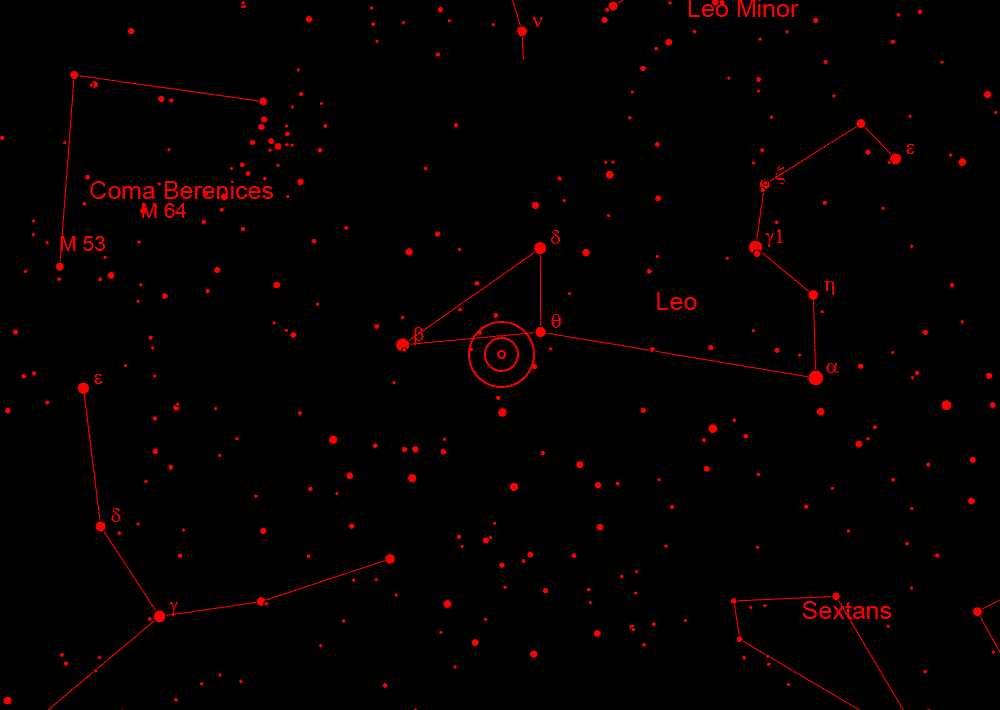 Leo Minor
ν
ε
ζ
Coma Berenices
M 64
M 53
δ
γ1
η
Leo
θ
β
α
ε
δ
γ
Sextans